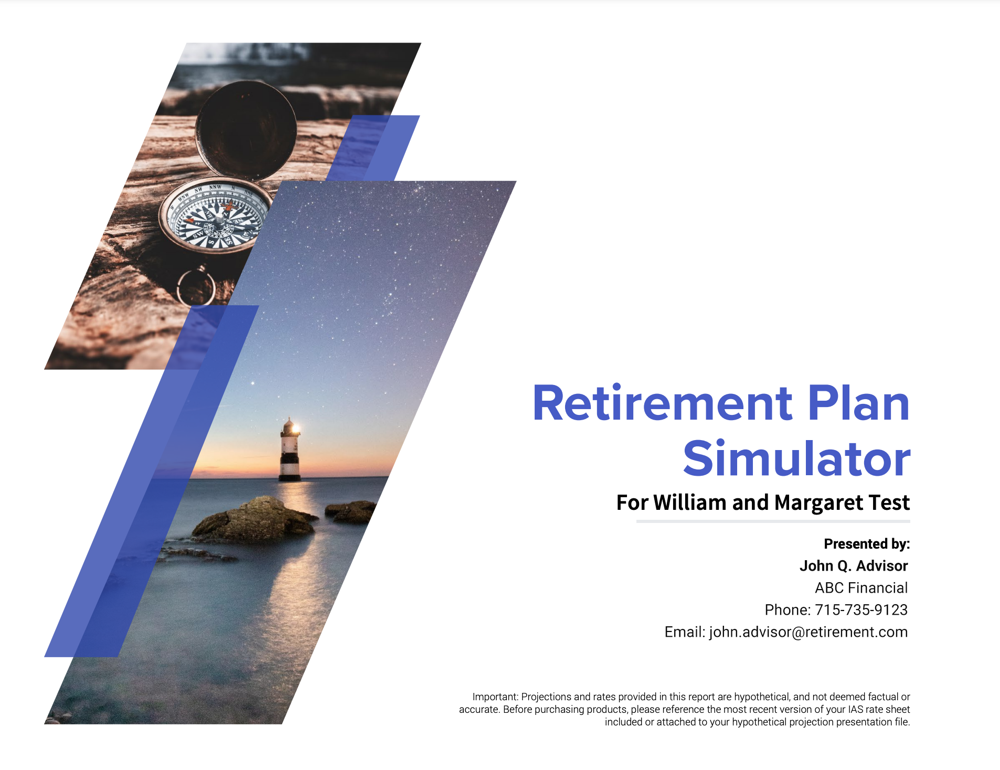 Retirement Plan
Simulator
For William and Margaret Test
Presented by:
John Q. Advisor
ABC Financial
Phone: 715-735-9123
Email: john.advisor@retirement.com
Important: Projections and rates provided in this report are hypothetical, and not deemed factual or
accurate. Before purchasing products, please reference the most recent version of your IAS rate sheet
included or attached to your hypothetical projection presentation file.